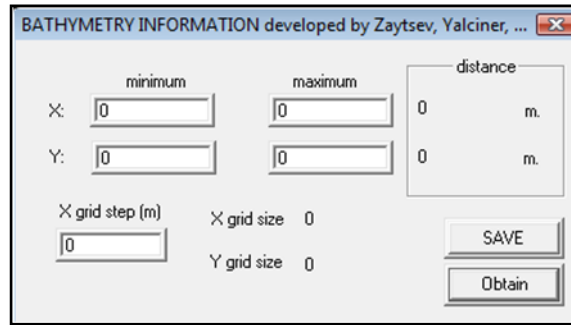 BATHYMETRY INFORMATION developed by Zaytsev, Yalciner, ...
distance
minimum maximum
X: 0 0 0 m.
Y: 0 0 0 m.
X grid step (m) X grid size 0
0 SAVE
Y grid size 0
Obtain